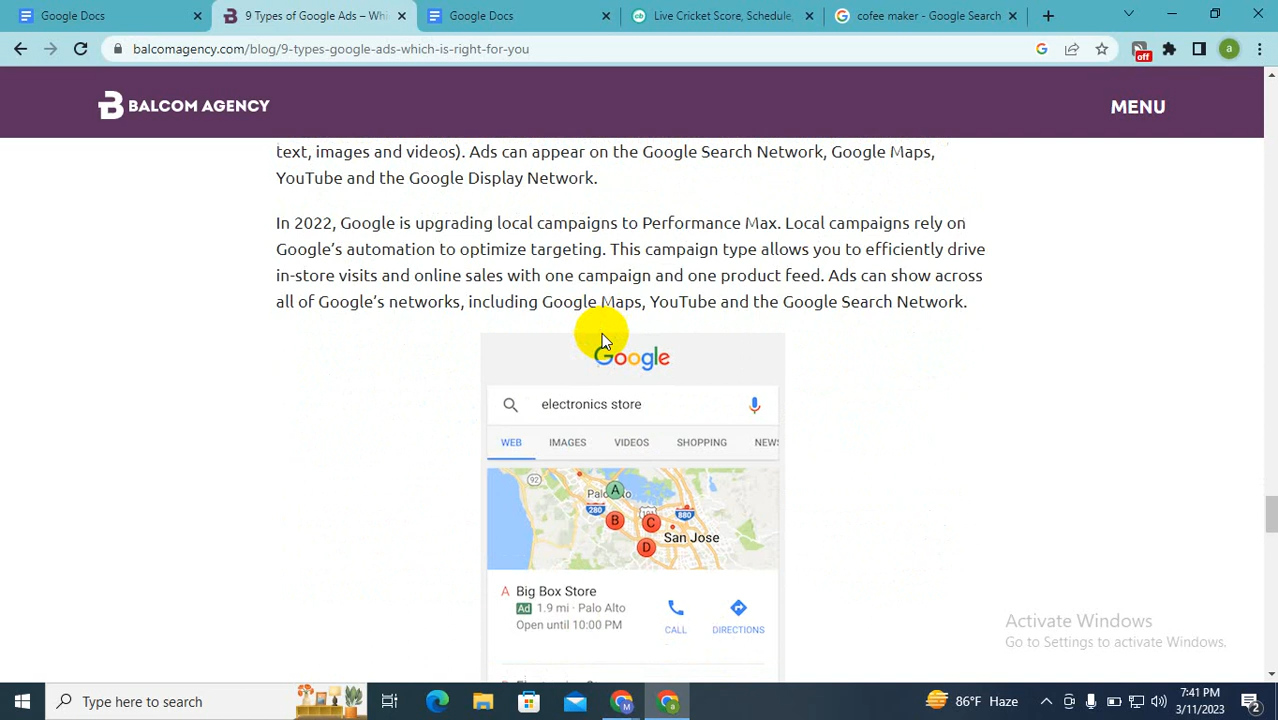 Google Docs
9 Types of Google Ads – Whi
Google Docs
Live Cricket Score, Schedule,
cofee maker - Google Search
balcomagency.com/blog/9-types-google-ads-which-is-right-for-you
off
a
BALCOM AGENCY
MENU
text, images and videos). Ads can appear on the Google Search Network, Google Maps,
YouTube and the Google Display Network.
In 2022, Google is upgrading local campaigns to Performance Max. Local campaigns rely on
Google’s automation to optimize targeting. This campaign type allows you to efficiently drive
in-store visits and online sales with one campaign and one product feed. Ads can show across
all of Google’s networks, including Google Maps, YouTube and the Google Search Network.
Google
electronics store
WEB IMAGES VIDEOS SHOPPING NEWS
92
Palo Alto
A
280
880
B C
San Jose
D
A Big Box Store
Ad 1.9 mi · Palo Alto
Open until 10:00 PM
CALL
DIRECTIONS
Activate Windows
Go to Settings to activate Windows.
Type here to search
86°F Haze
7:41 PM
3/11/2023
2